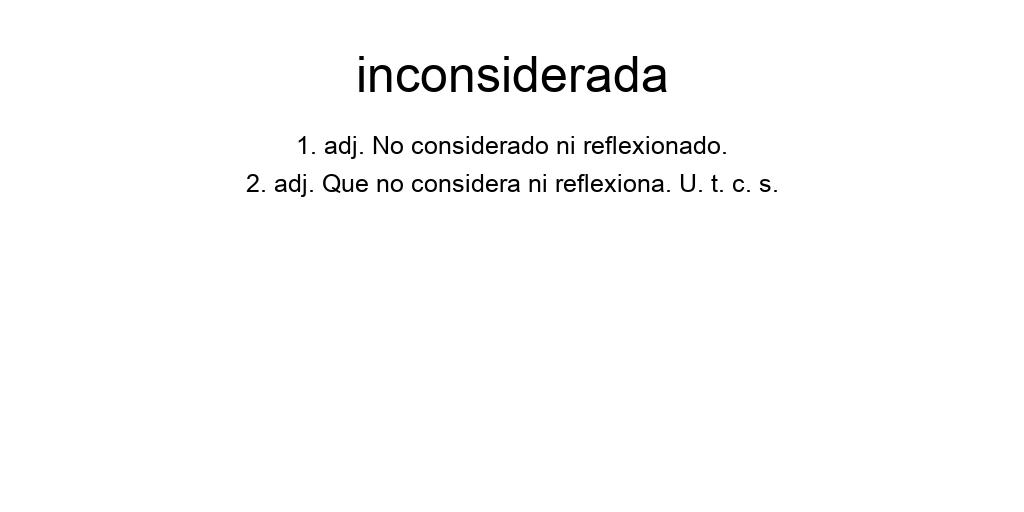 inconsiderada
1. adj. No considerado ni reflexionado.
2. adj. Que no considera ni reflexiona. U. t. c. s.